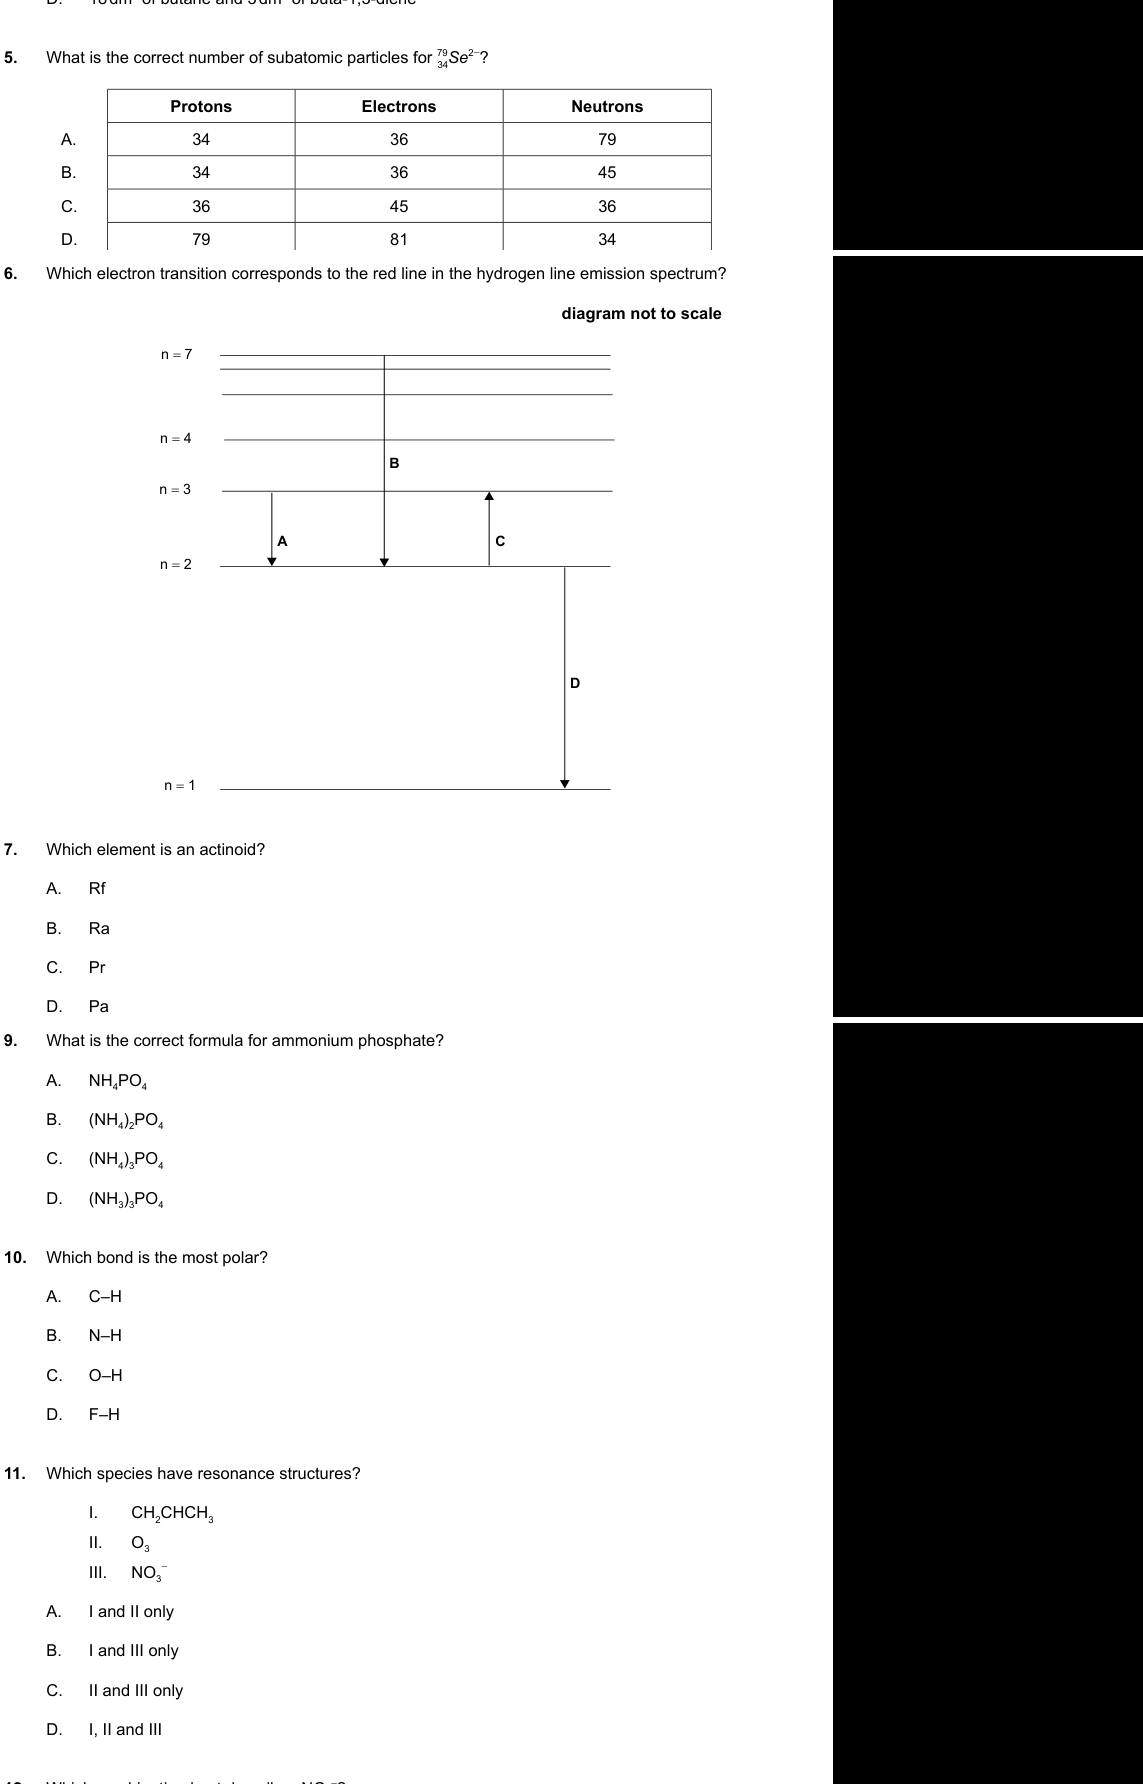 5. What is the correct number of subatomic particles for ⁷⁹₃₄Se²⁻?
Protons Electrons Neutrons
A. 34 36 79
B. 34 36 45
C. 36 45 36
D. 79 81 34
6. Which electron transition corresponds to the red line in the hydrogen line emission spectrum?
diagram not to scale
n = 7
n = 4
B
n = 3
A C
n = 2
D
n = 1
7. Which element is an actinoid?
A. Rf
B. Ra
C. Pr
D. Pa
9. What is the correct formula for ammonium phosphate?
A. NH₄PO₄
B. (NH₄)₂PO₄
C. (NH₄)₃PO₄
D. (NH₃)₃PO₄
10. Which bond is the most polar?
A. C–H
B. N–H
C. O–H
D. F–H
11. Which species have resonance structures?
I. CH₂CHCH₃
II. O₃
III. NO₃⁻
A. I and II only
B. I and III only
C. II and III only
D. I, II and III